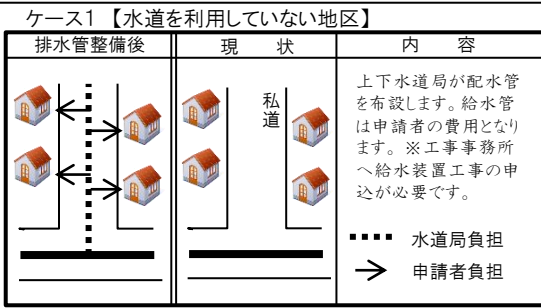 ケース1 【水道を利用していない地区】
排水管整備後
現 状
内 容
私道
上下水道局が配水管
を布設します。給水管
は申請者の費用となり
ます。※工事事務所
へ給水装置工事の申
込が必要です。
水道局負担
申請者負担